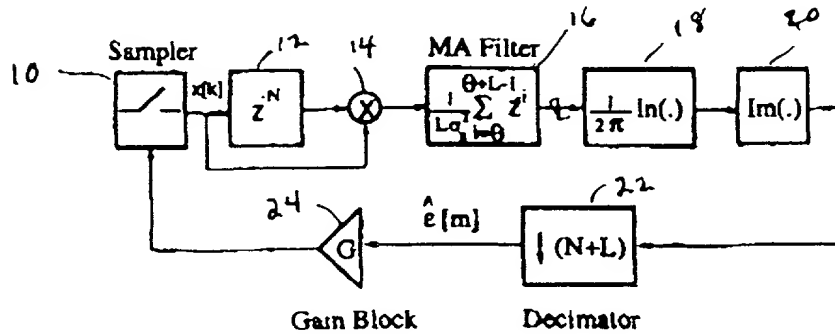 10
Sampler
x[k]
12
z^-N
14
X
MA Filter
16
1/Lσ² Σ z^i
θ+L-1
i=θ
18
1/2π ln(.)
20
Im(.)
24
G
Gain Block
ê[m]
22
↓ (N+L)
Decimator